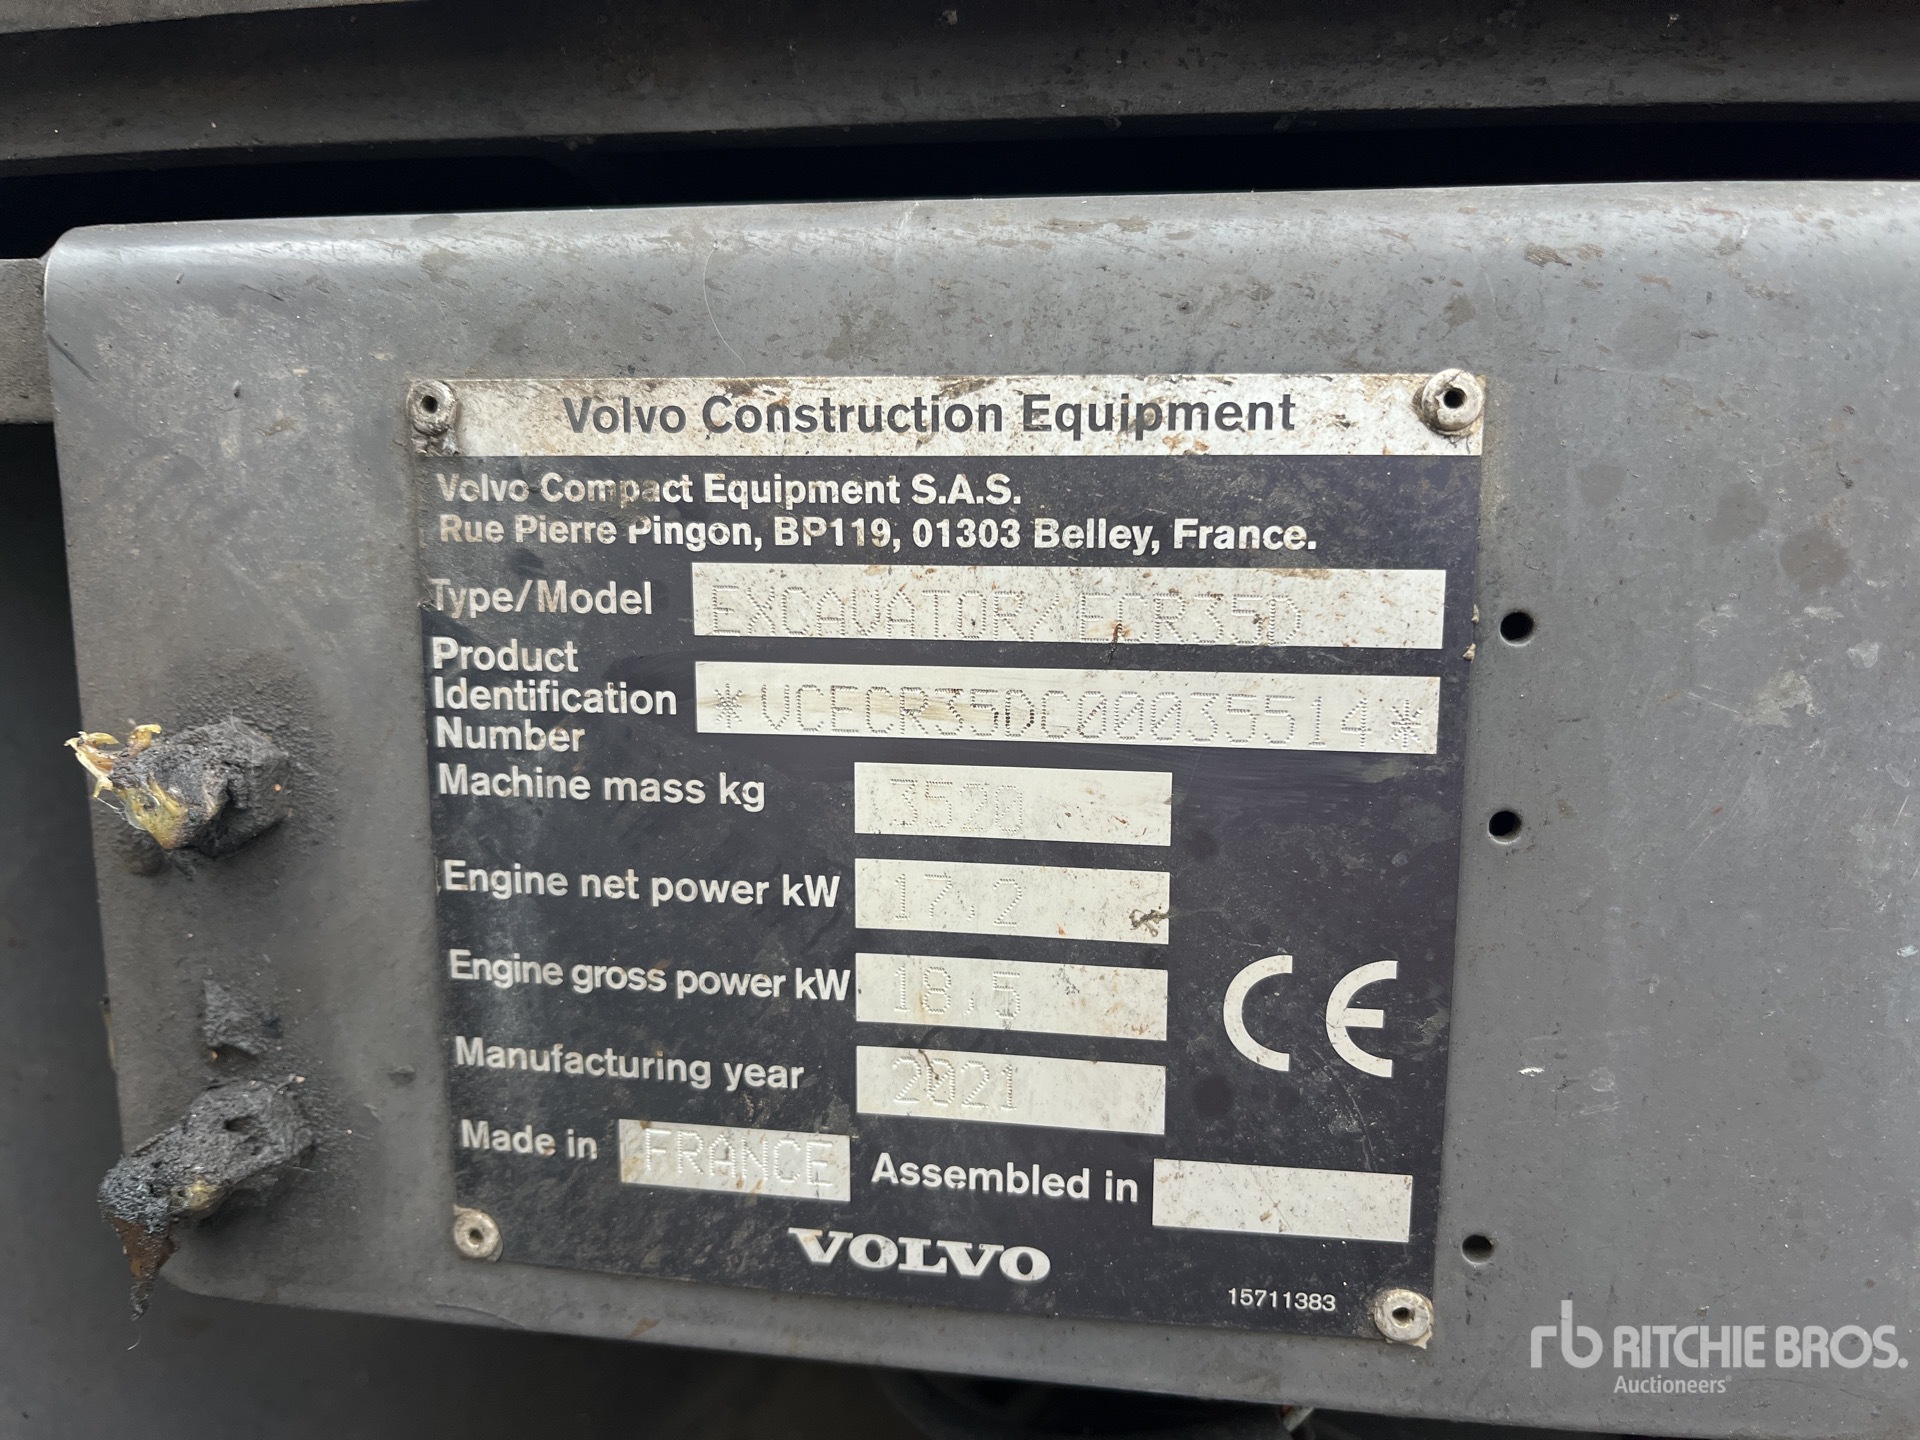 Volvo Construction Equipment
Volvo Compact Equipment S.A.S.
Rue Pierre Pingon, BP119, 01303 Belley, France.
Type/Model EXCAVATOR/ECR35D
Product
Identification
Number
*VCECR35DC00035514*
Machine mass kg 3520
Engine net power kW 17,2
Engine gross power kW 18,5
Manufacturing year 2021
Made in FRANCE Assembled in
CE
VOLVO
15711383
rb RITCHIE BROS.
Auctioneers